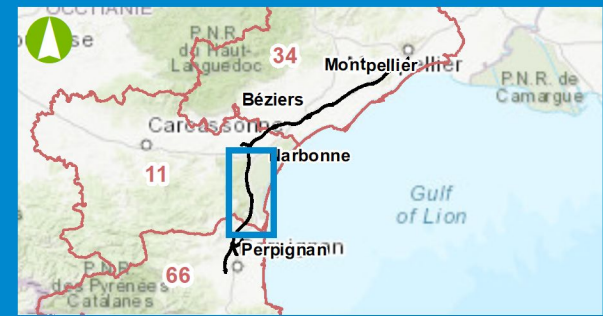 OCCITANIE
P.N.R.
du Haut-
Languedoc
34
Montpellier
P.N.R. de
Camargue
Béziers
Carcassonne
Narbonne
11
Gulf
of Lion
Perpignan
P.N.R.
des Pyrénées
Catalanes
66